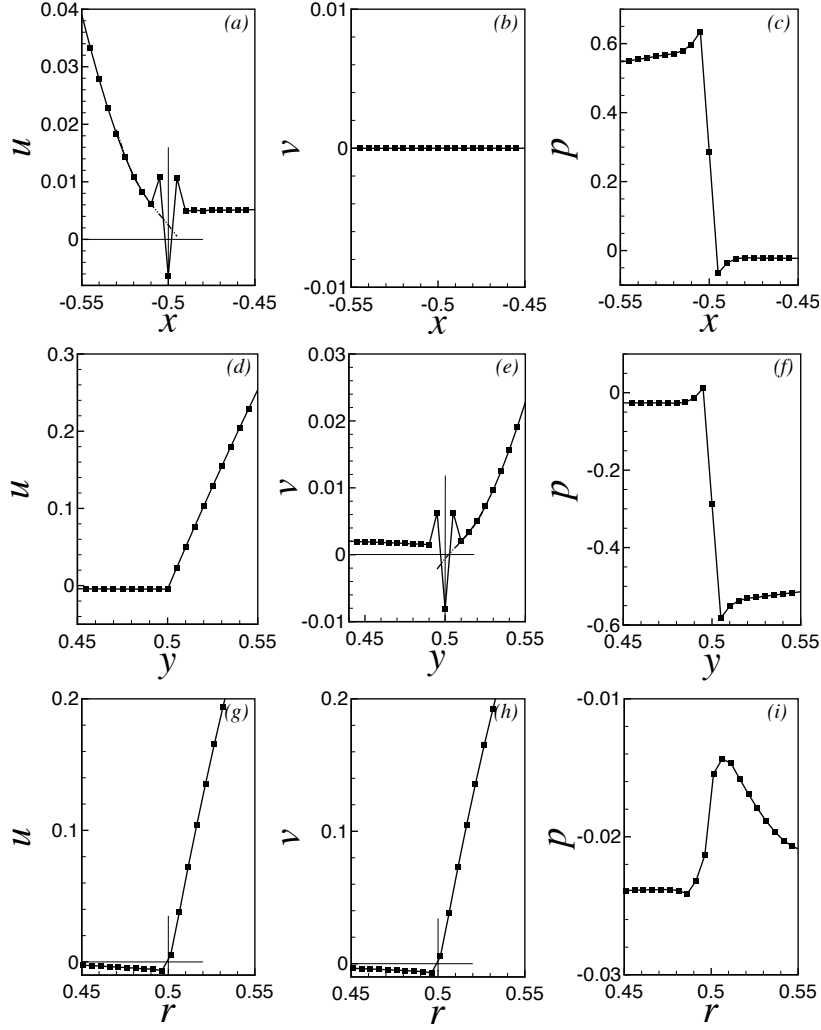 0.04
(a)
0.03
0.02
0.01
0
u
-0.55
-0.5
-0.45
x
0.01
(b)
0
-0.01
v
-0.55
-0.5
-0.45
x
(c)
0.6
0.4
0.2
0
p
-0.55
-0.5
-0.45
x
0.3
(d)
0.2
0.1
0
u
0.45
0.5
0.55
y
0.03
(e)
0.02
0.01
0
-0.01
v
0.45
0.5
0.55
y
(f)
0
-0.2
-0.4
-0.6
p
0.45
0.5
0.55
y
0.2
(g)
0.1
0
u
0.45
0.5
0.55
r
0.2
(h)
0.1
0
v
0.45
0.5
0.55
r
-0.01
(i)
-0.02
-0.03
p
0.45
0.5
0.55
r